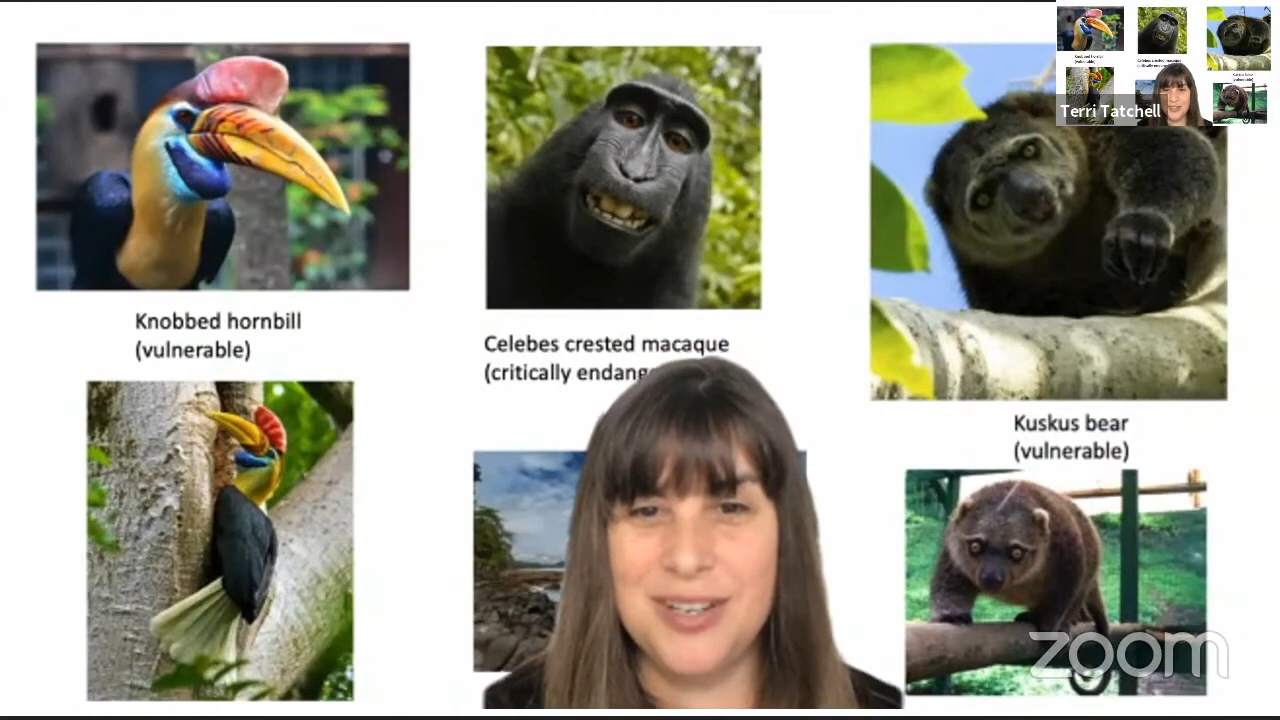 Terri Tatchell
Knobbed hornbill
(vulnerable)
Celebes crested macaque
(critically endang
Kuskus bear
(vulnerable)
zoom